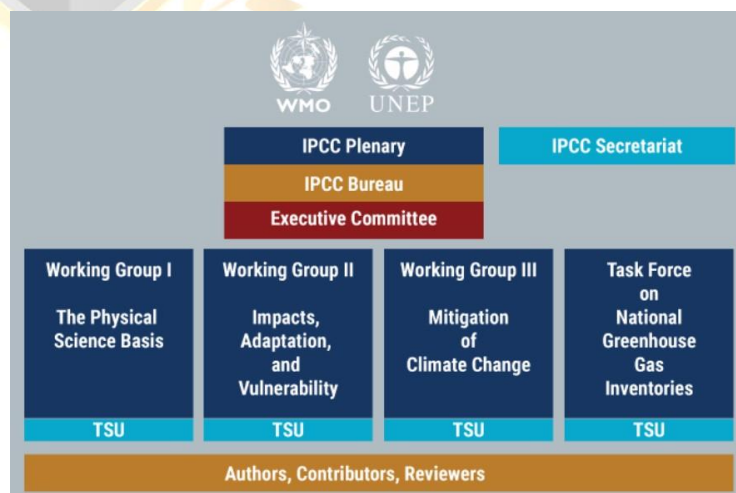 WMO
UNEP
IPCC Plenary
IPCC Secretariat
IPCC Bureau
Executive Committee
Working Group I
The Physical
Science Basis
TSU
Working Group II
Impacts,
Adaptation,
and
Vulnerability
TSU
Working Group III
Mitigation
of
Climate Change
TSU
Task Force
on
National
Greenhouse
Gas
Inventories
TSU
Authors, Contributors, Reviewers